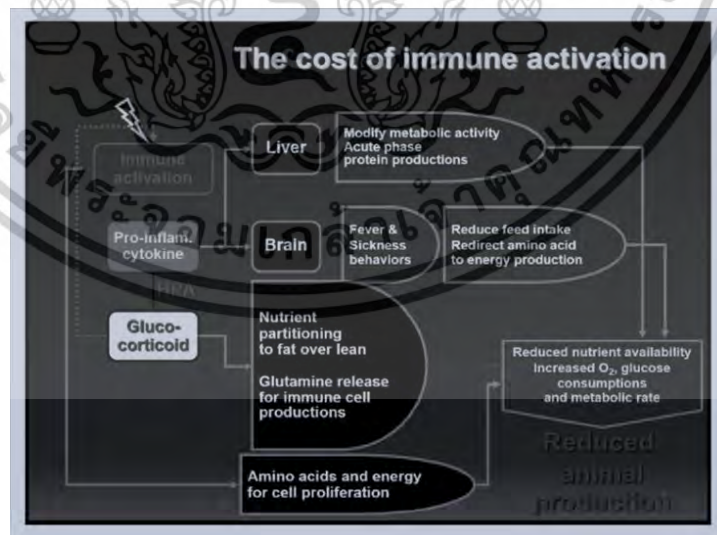 The cost of immune activation
Immune
activation
Liver
Modify metabolic activity
Acute phase
protein productions
Pro-inflam.
cytokine
Brain
Fever &
Sickness
behaviors
Reduce feed intake
Redirect amino acid
to energy production
HPA
Gluco-
corticoid
Nutrient
partitioning
to fat over lean
Glutamine release
for immune cell
productions
Reduced nutrient availability
Increased O₂, glucose
consumptions
and metabolic rate
Amino acids and energy
for cell proliferation
Reduced
animal
production